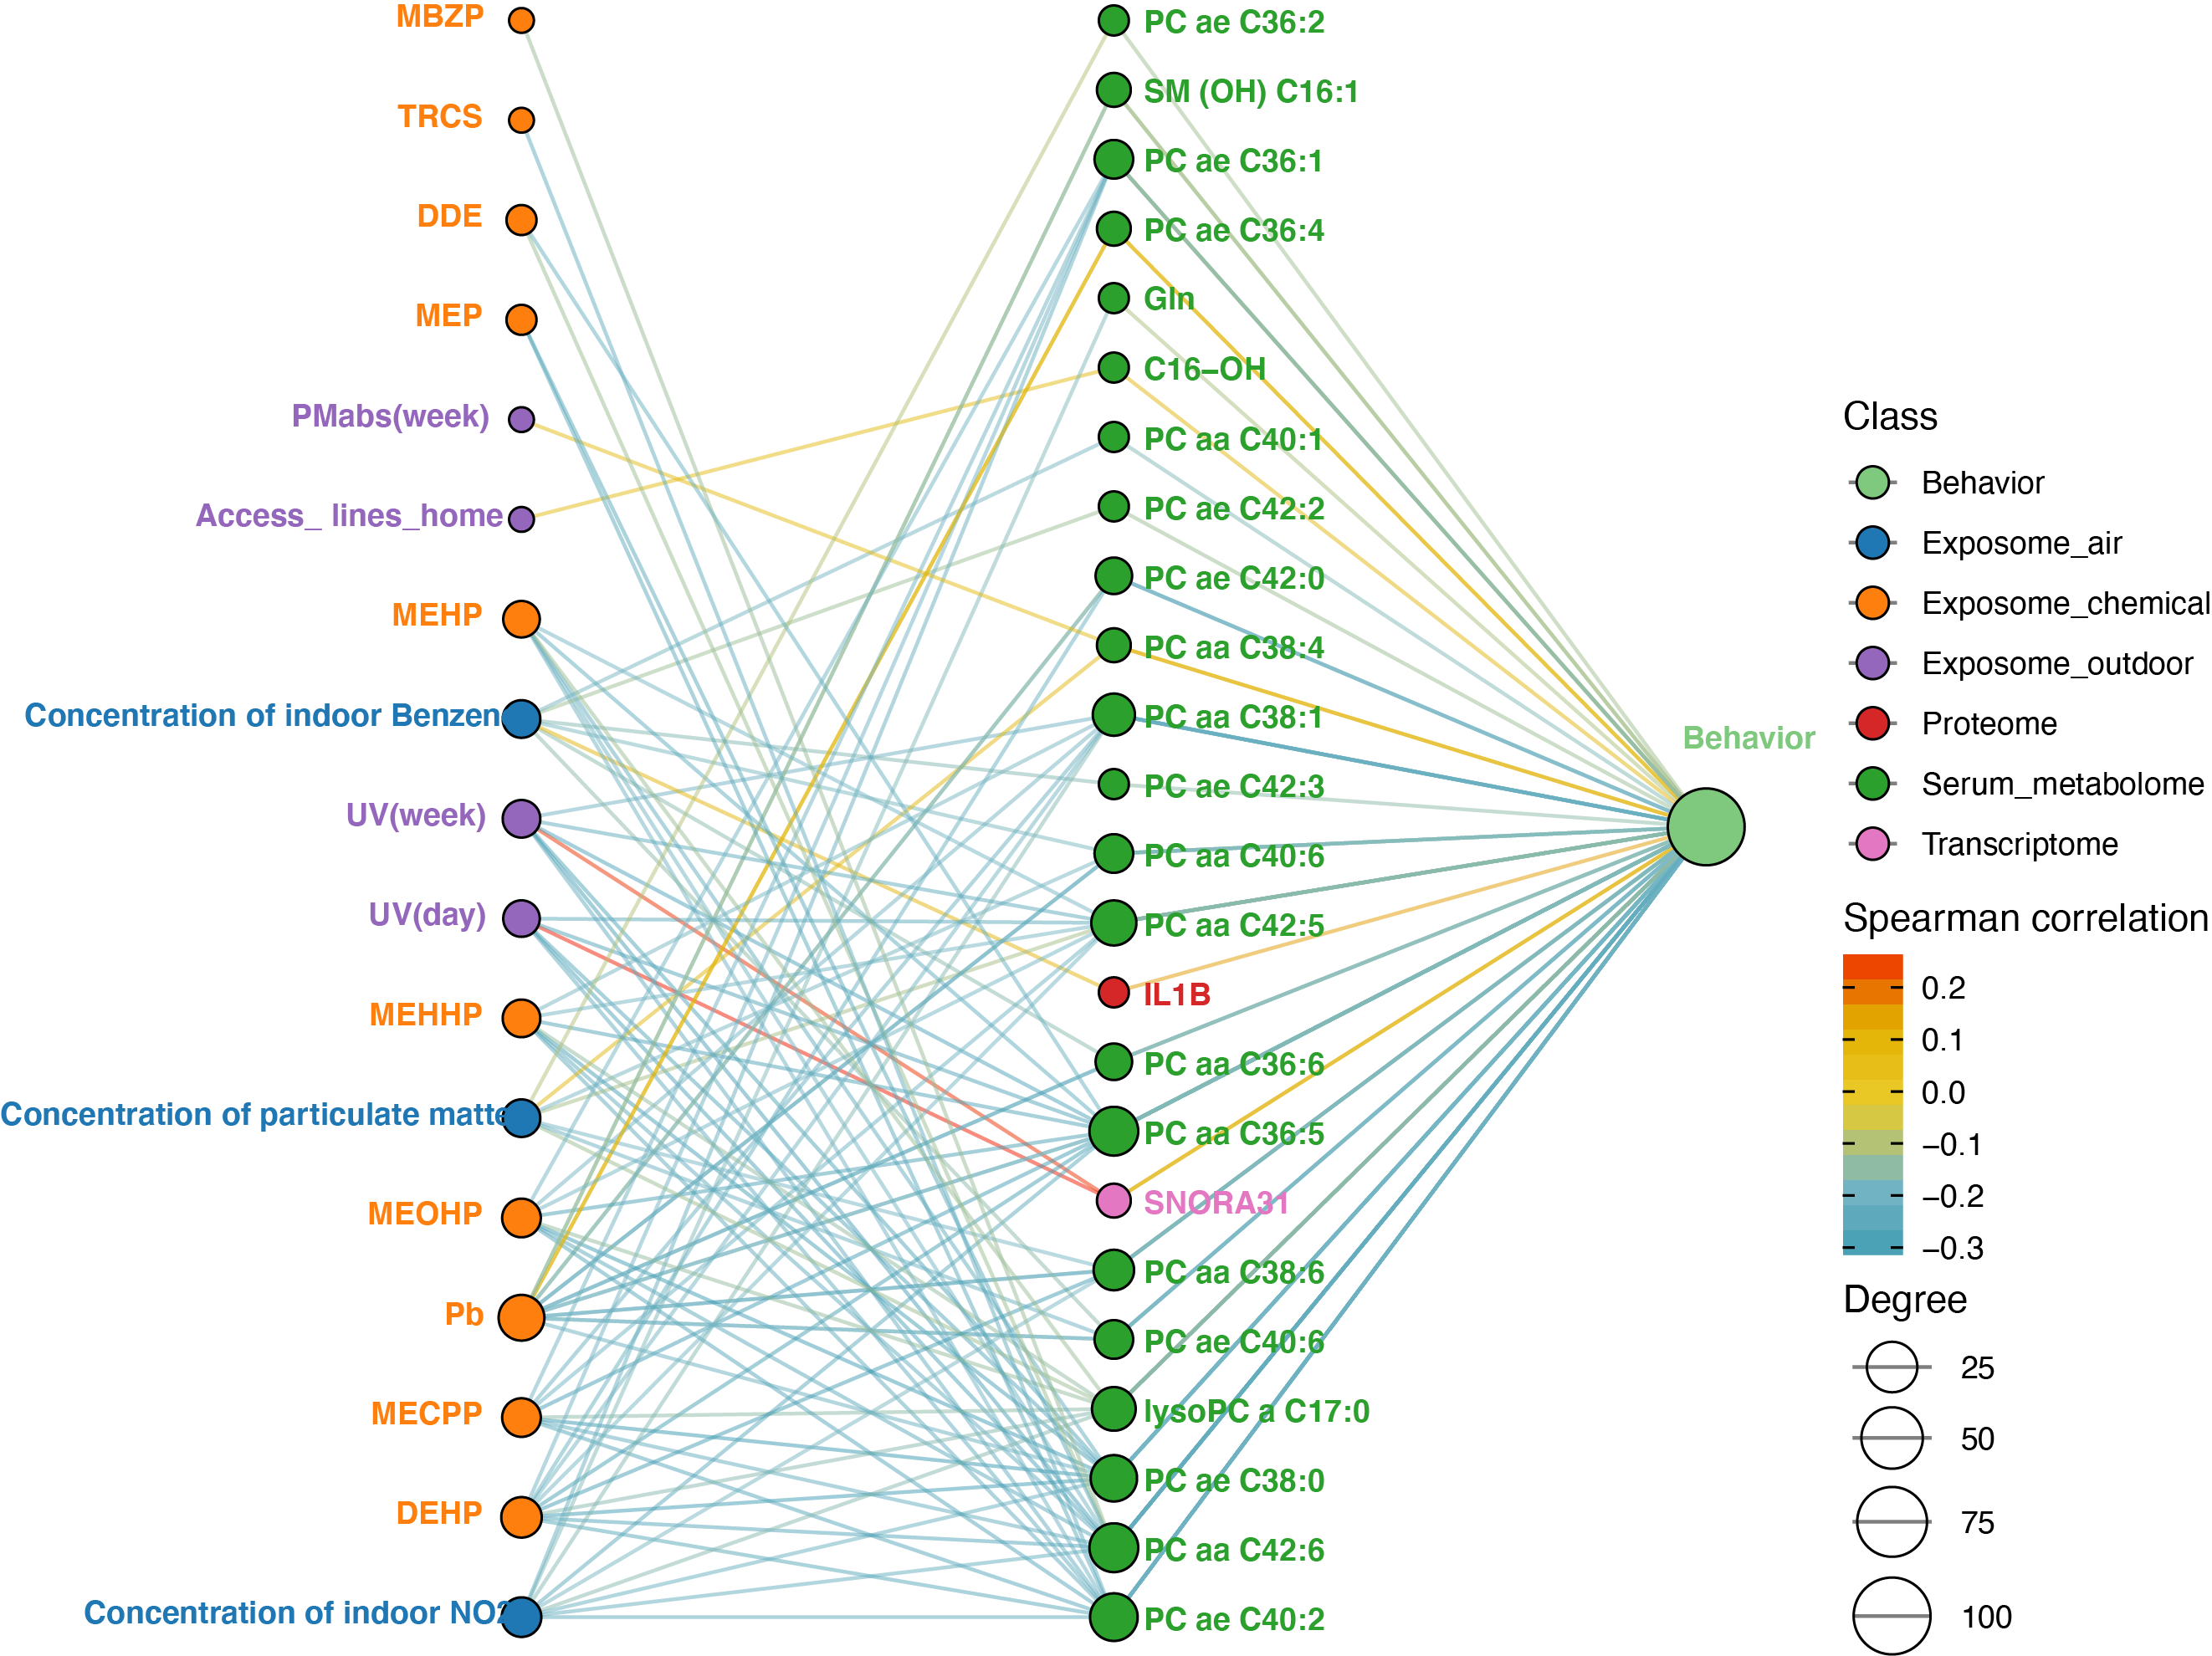 MBZP
TRCS
DDE
MEP
PMabs(week)
Access_ lines_home
MEHP
Concentration of indoor Benzen
UV(week)
UV(day)
MEHHP
Concentration of particulate matte
MEOHP
Pb
MECPP
DEHP
Concentration of indoor NO2
PC ae C36:2
SM (OH) C16:1
PC ae C36:1
PC ae C36:4
Gln
C16–OH
PC aa C40:1
PC ae C42:2
PC ae C42:0
PC aa C38:4
PC aa C38:1
PC ae C42:3
PC aa C40:6
PC aa C42:5
IL1B
PC aa C36:6
PC aa C36:5
SNORA31
PC aa C38:6
PC ae C40:6
lysoPC a C17:0
PC ae C38:0
PC aa C42:6
PC ae C40:2
Behavior
Class
Behavior
Exposome_air
Exposome_chemical
Exposome_outdoor
Proteome
Serum_metabolome
Transcriptome
Spearman correlation
0.2
0.1
0.0
−0.1
−0.2
−0.3
Degree
25
50
75
100